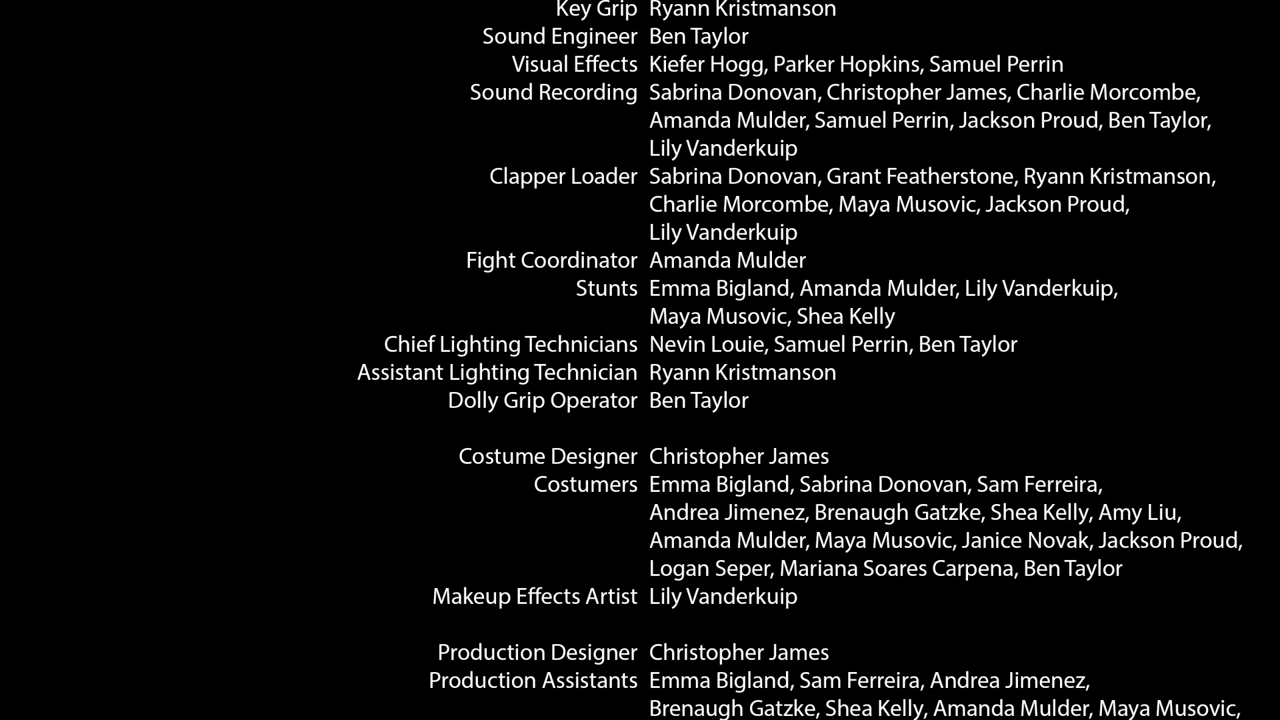 Key Grip Ryann Kristmanson
Sound Engineer Ben Taylor
Visual Effects Kiefer Hogg, Parker Hopkins, Samuel Perrin
Sound Recording Sabrina Donovan, Christopher James, Charlie Morcombe,
Amanda Mulder, Samuel Perrin, Jackson Proud, Ben Taylor,
Lily Vanderkuip
Clapper Loader Sabrina Donovan, Grant Featherstone, Ryann Kristmanson,
Charlie Morcombe, Maya Musovic, Jackson Proud,
Lily Vanderkuip
Fight Coordinator Amanda Mulder
Stunts Emma Bigland, Amanda Mulder, Lily Vanderkuip,
Maya Musovic, Shea Kelly
Chief Lighting Technicians Nevin Louie, Samuel Perrin, Ben Taylor
Assistant Lighting Technician Ryann Kristmanson
Dolly Grip Operator Ben Taylor
Costume Designer Christopher James
Costumers Emma Bigland, Sabrina Donovan, Sam Ferreira,
Andrea Jimenez, Brenaugh Gatzke, Shea Kelly, Amy Liu,
Amanda Mulder, Maya Musovic, Janice Novak, Jackson Proud,
Logan Seper, Mariana Soares Carpena, Ben Taylor
Makeup Effects Artist Lily Vanderkuip
Production Designer Christopher James
Production Assistants Emma Bigland, Sam Ferreira, Andrea Jimenez,
Brenaugh Gatzke, Shea Kelly, Amanda Mulder, Maya Musovic,